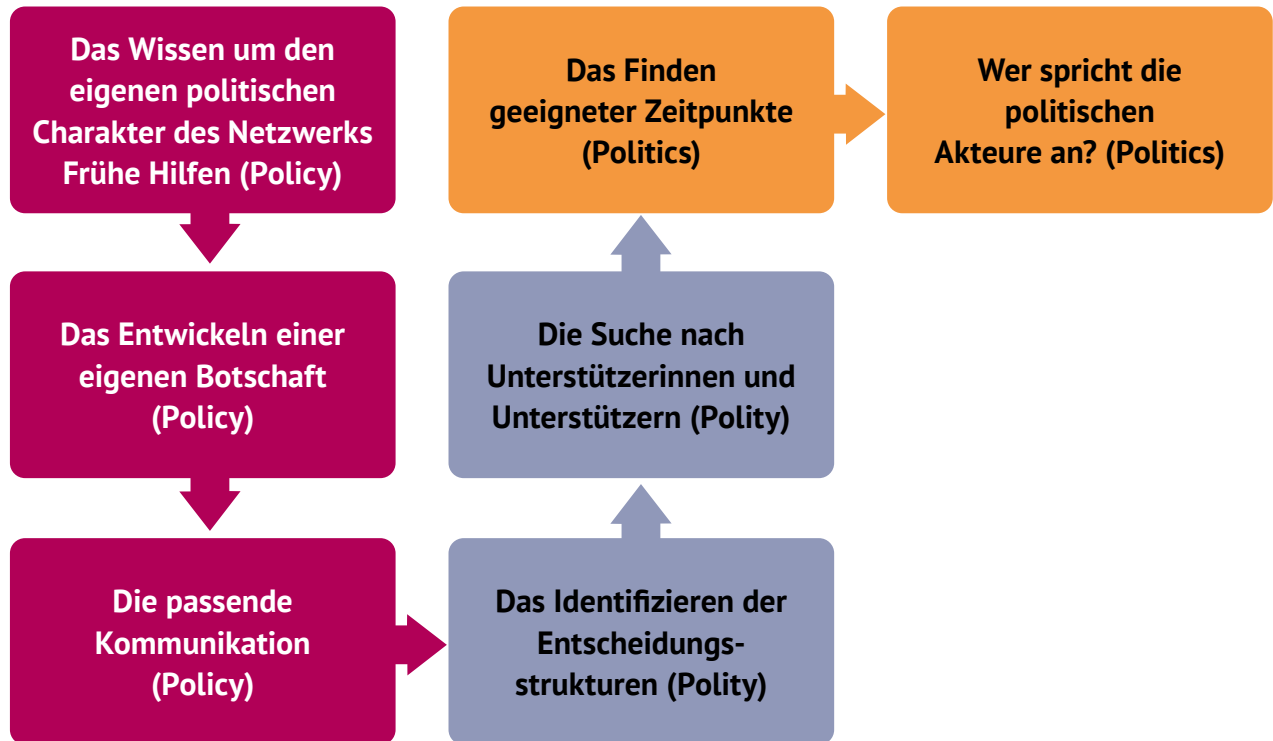 Das Wissen um den
eigenen politischen
Charakter des Netzwerks
Frühe Hilfen (Policy)
Das Entwickeln einer
eigenen Botschaft
(Policy)
Die passende
Kommunikation
(Policy)
Das Identifizieren der
Entscheidungs-
strukturen (Polity)
Die Suche nach
Unterstützerinnen und
Unterstützern (Polity)
Das Finden
geeigneter Zeitpunkte
(Politics)
Wer spricht die
politischen
Akteure an? (Politics)